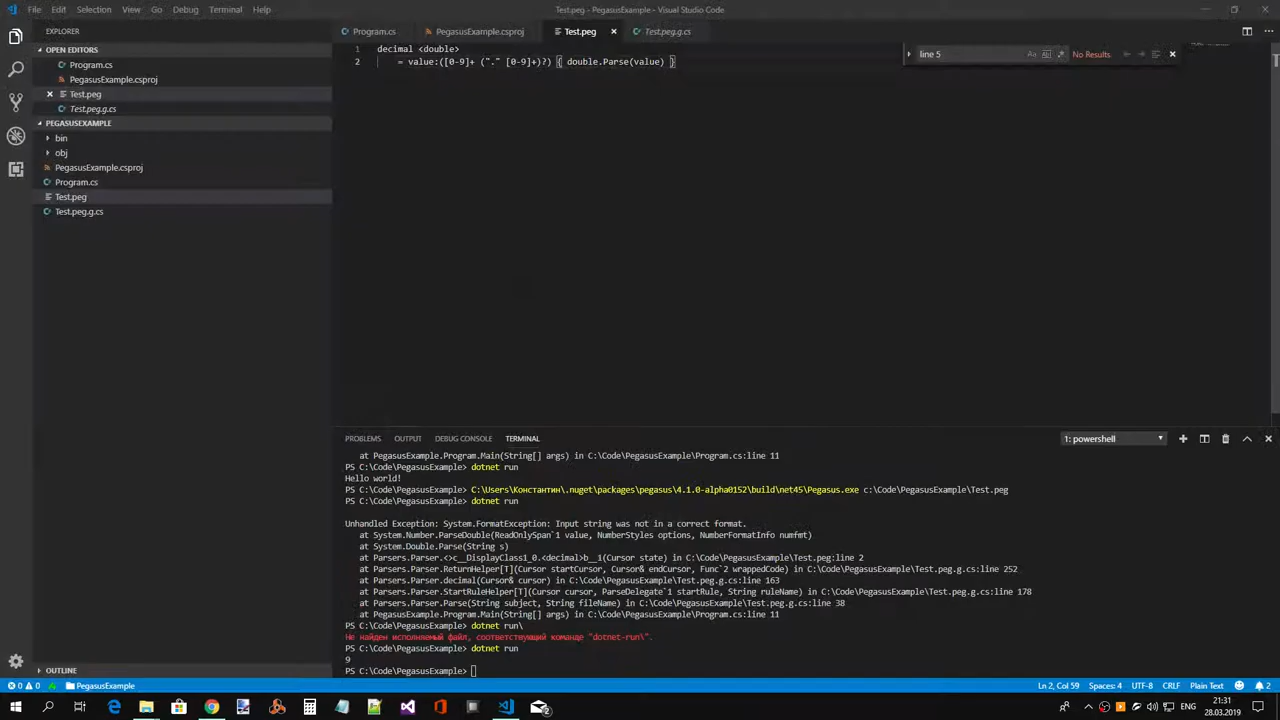 File Edit Selection View Go Debug Terminal Help
Test.peg - PegasusExample - Visual Studio Code
EXPLORER
OPEN EDITORS
Program.cs
PegasusExample.csproj
Test.peg
Test.peg.g.cs
PEGASUSEXAMPLE
bin
obj
PegasusExample.csproj
Program.cs
Test.peg
Test.peg.g.cs
OUTLINE
Program.cs PegasusExample.csproj Test.peg Test.peg.g.cs
line 5 Aa Abl .* No Results
1 decimal <double>
2 = value:([0-9]+ ("." [0-9]+)?) { double.Parse(value) }
PROBLEMS OUTPUT DEBUG CONSOLE TERMINAL
1: powershell
at PegasusExample.Program.Main(String[] args) in C:\Code\PegasusExample\Program.cs:line 11
PS C:\Code\PegasusExample> dotnet run
Hello world!
PS C:\Code\PegasusExample> C:\Users\Константин\.nuget\packages\pegasus\4.1.0-alpha0152\build\net45\Pegasus.exe c:\Code\PegasusExample\Test.peg
PS C:\Code\PegasusExample> dotnet run
Unhandled Exception: System.FormatException: Input string was not in a correct format.
at System.Number.ParseDouble(ReadOnlySpan`1 value, NumberStyles options, NumberFormatInfo numfmt)
at System.Double.Parse(String s)
at Parsers.Parser.<>c__DisplayClass1_0.<decimal>b__1(Cursor state) in C:\Code\PegasusExample\Test.peg:line 2
at Parsers.Parser.ReturnHelper[T](Cursor startCursor, Cursor& endCursor, Func`2 wrappedCode) in C:\Code\PegasusExample\Test.peg.g.cs:line 252
at Parsers.Parser.decimal(Cursor& cursor) in C:\Code\PegasusExample\Test.peg.g.cs:line 163
at Parsers.Parser.StartRuleHelper[T](Cursor cursor, ParseDelegate`1 startRule, String ruleName) in C:\Code\PegasusExample\Test.peg.g.cs:line 178
at Parsers.Parser.Parse(String subject, String fileName) in C:\Code\PegasusExample\Test.peg.g.cs:line 38
at PegasusExample.Program.Main(String[] args) in C:\Code\PegasusExample\Program.cs:line 11
PS C:\Code\PegasusExample> dotnet run\
Не найден исполняемый файл, соответствующий команде "dotnet-run\".
PS C:\Code\PegasusExample> dotnet run
9
PS C:\Code\PegasusExample>
0 0 PegasusExample
Ln 2, Col 59 Spaces: 4 UTF-8 CRLF Plain Text 2
2
ENG 21:31
28.03.2019 2